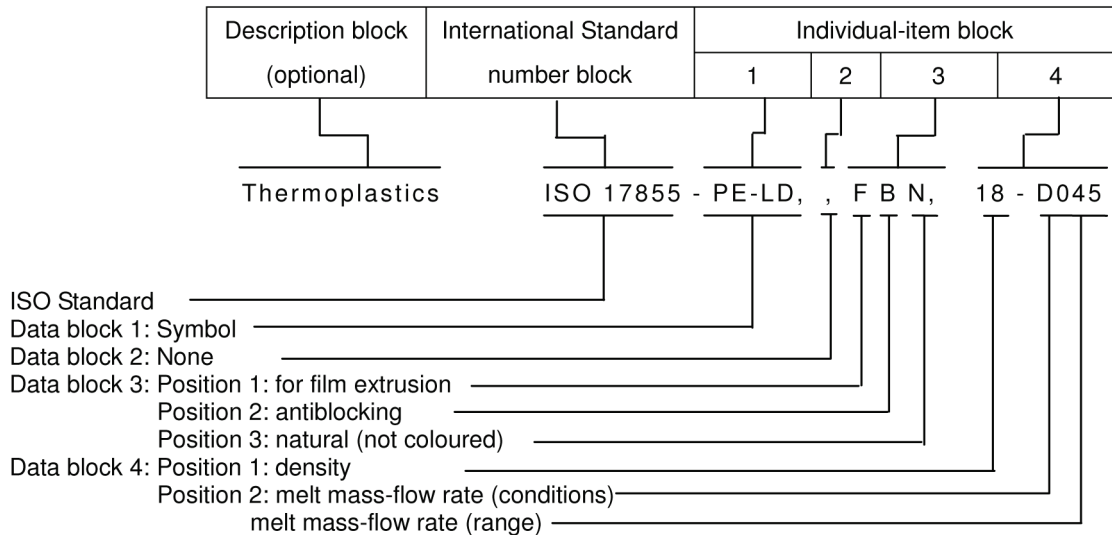 Description block International Standard Individual-item block
(optional) number block 1 2 3 4
Thermoplastics ISO 17855 - PE-LD, , F B N, 18 - D045
ISO Standard
Data block 1: Symbol
Data block 2: None
Data block 3: Position 1: for film extrusion
Position 2: antiblocking
Position 3: natural (not coloured)
Data block 4: Position 1: density
Position 2: melt mass-flow rate (conditions)
melt mass-flow rate (range)